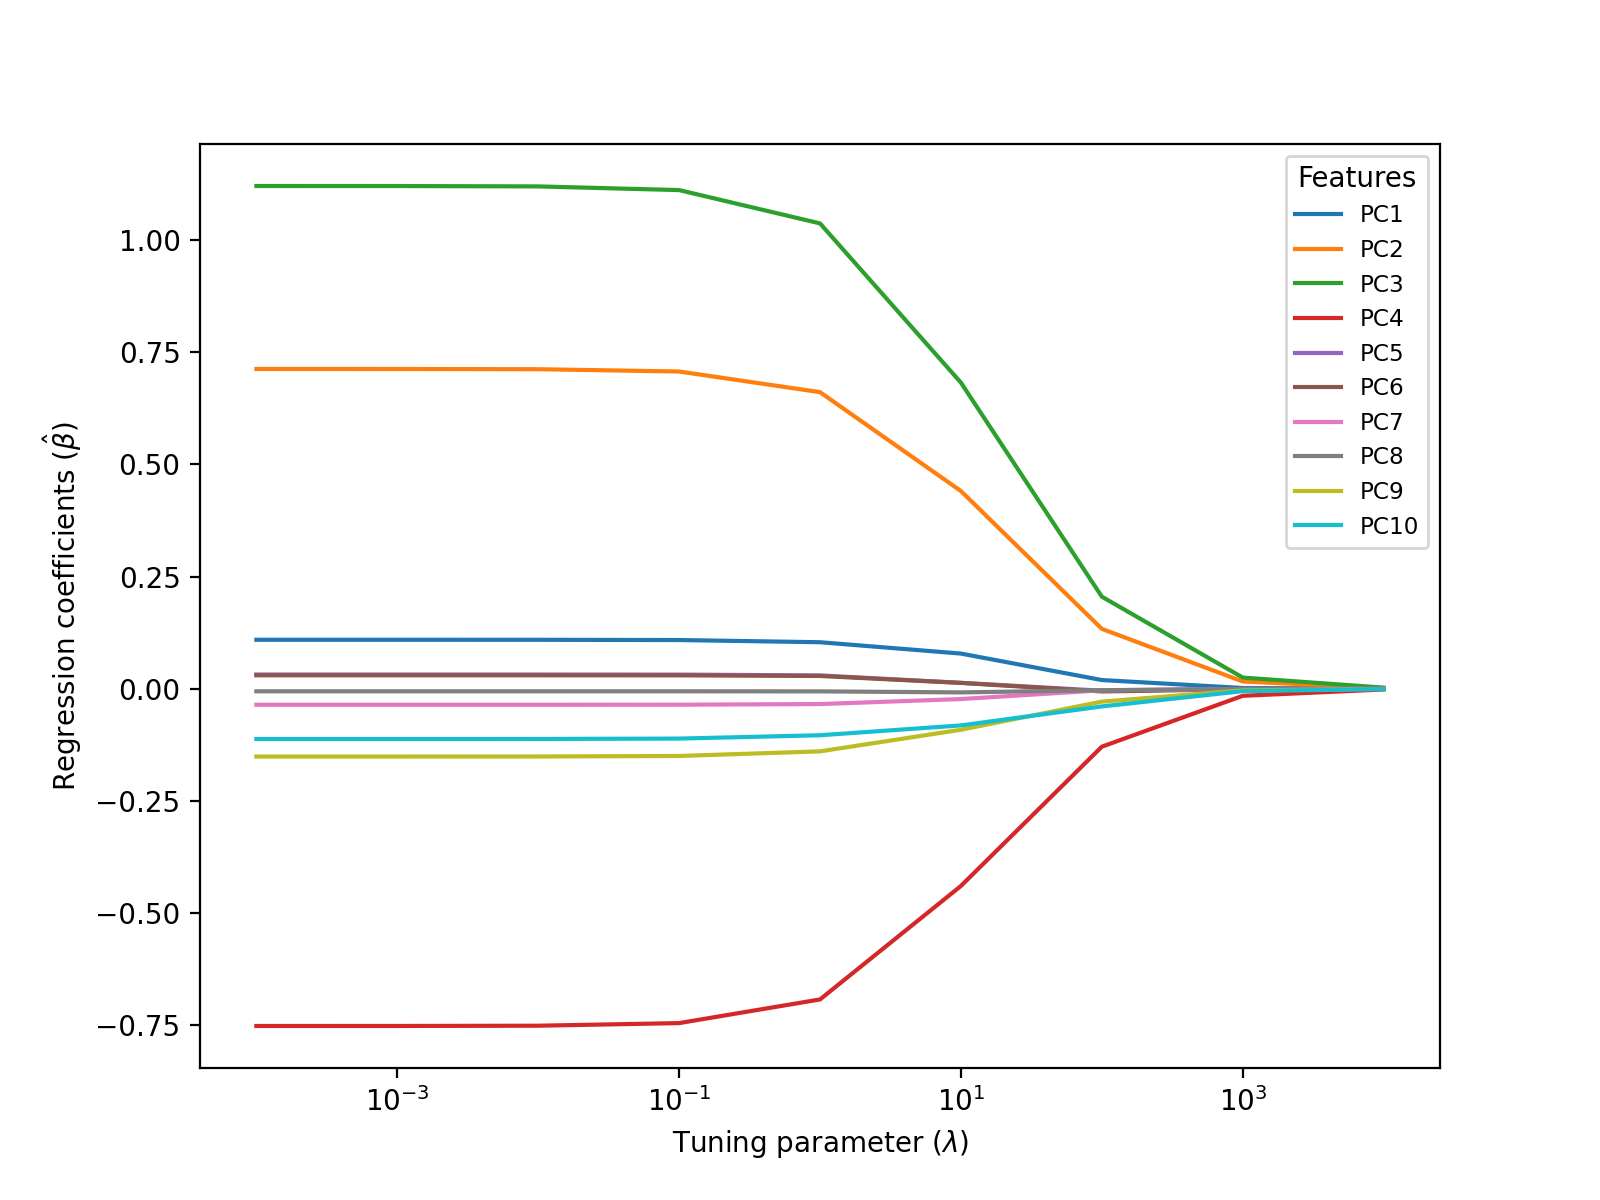 Features
PC1
PC2
PC3
PC4
PC5
PC6
PC7
PC8
PC9
PC10
1.00
0.75
0.50
0.25
0.00
−0.25
−0.50
−0.75
Regression coefficients (β̂)
10⁻³ 10⁻¹ 10¹ 10³
Tuning parameter (λ)